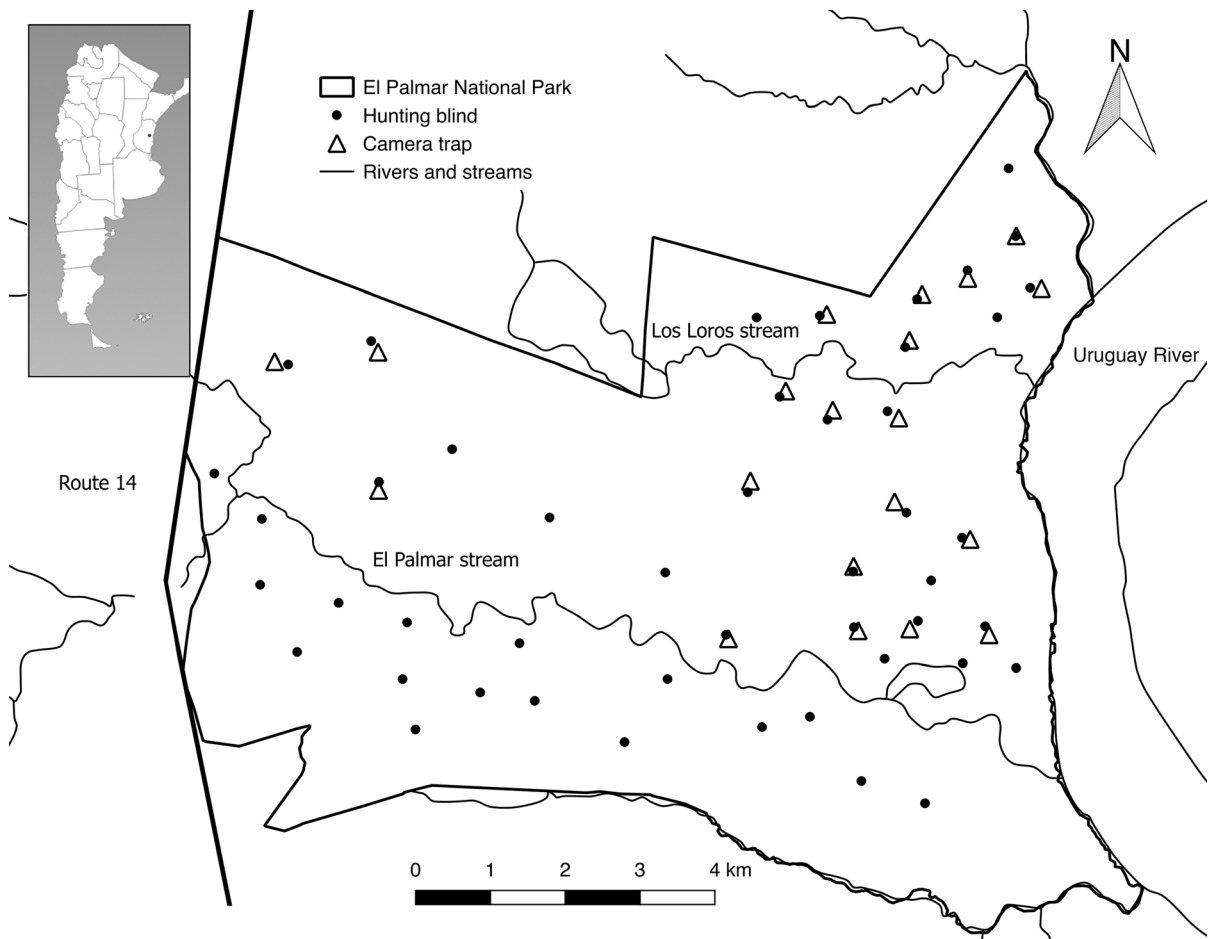 N
El Palmar National Park
Hunting blind
Camera trap
Rivers and streams
Los Loros stream
Uruguay River
Route 14
El Palmar stream
0 1 2 3 4 km